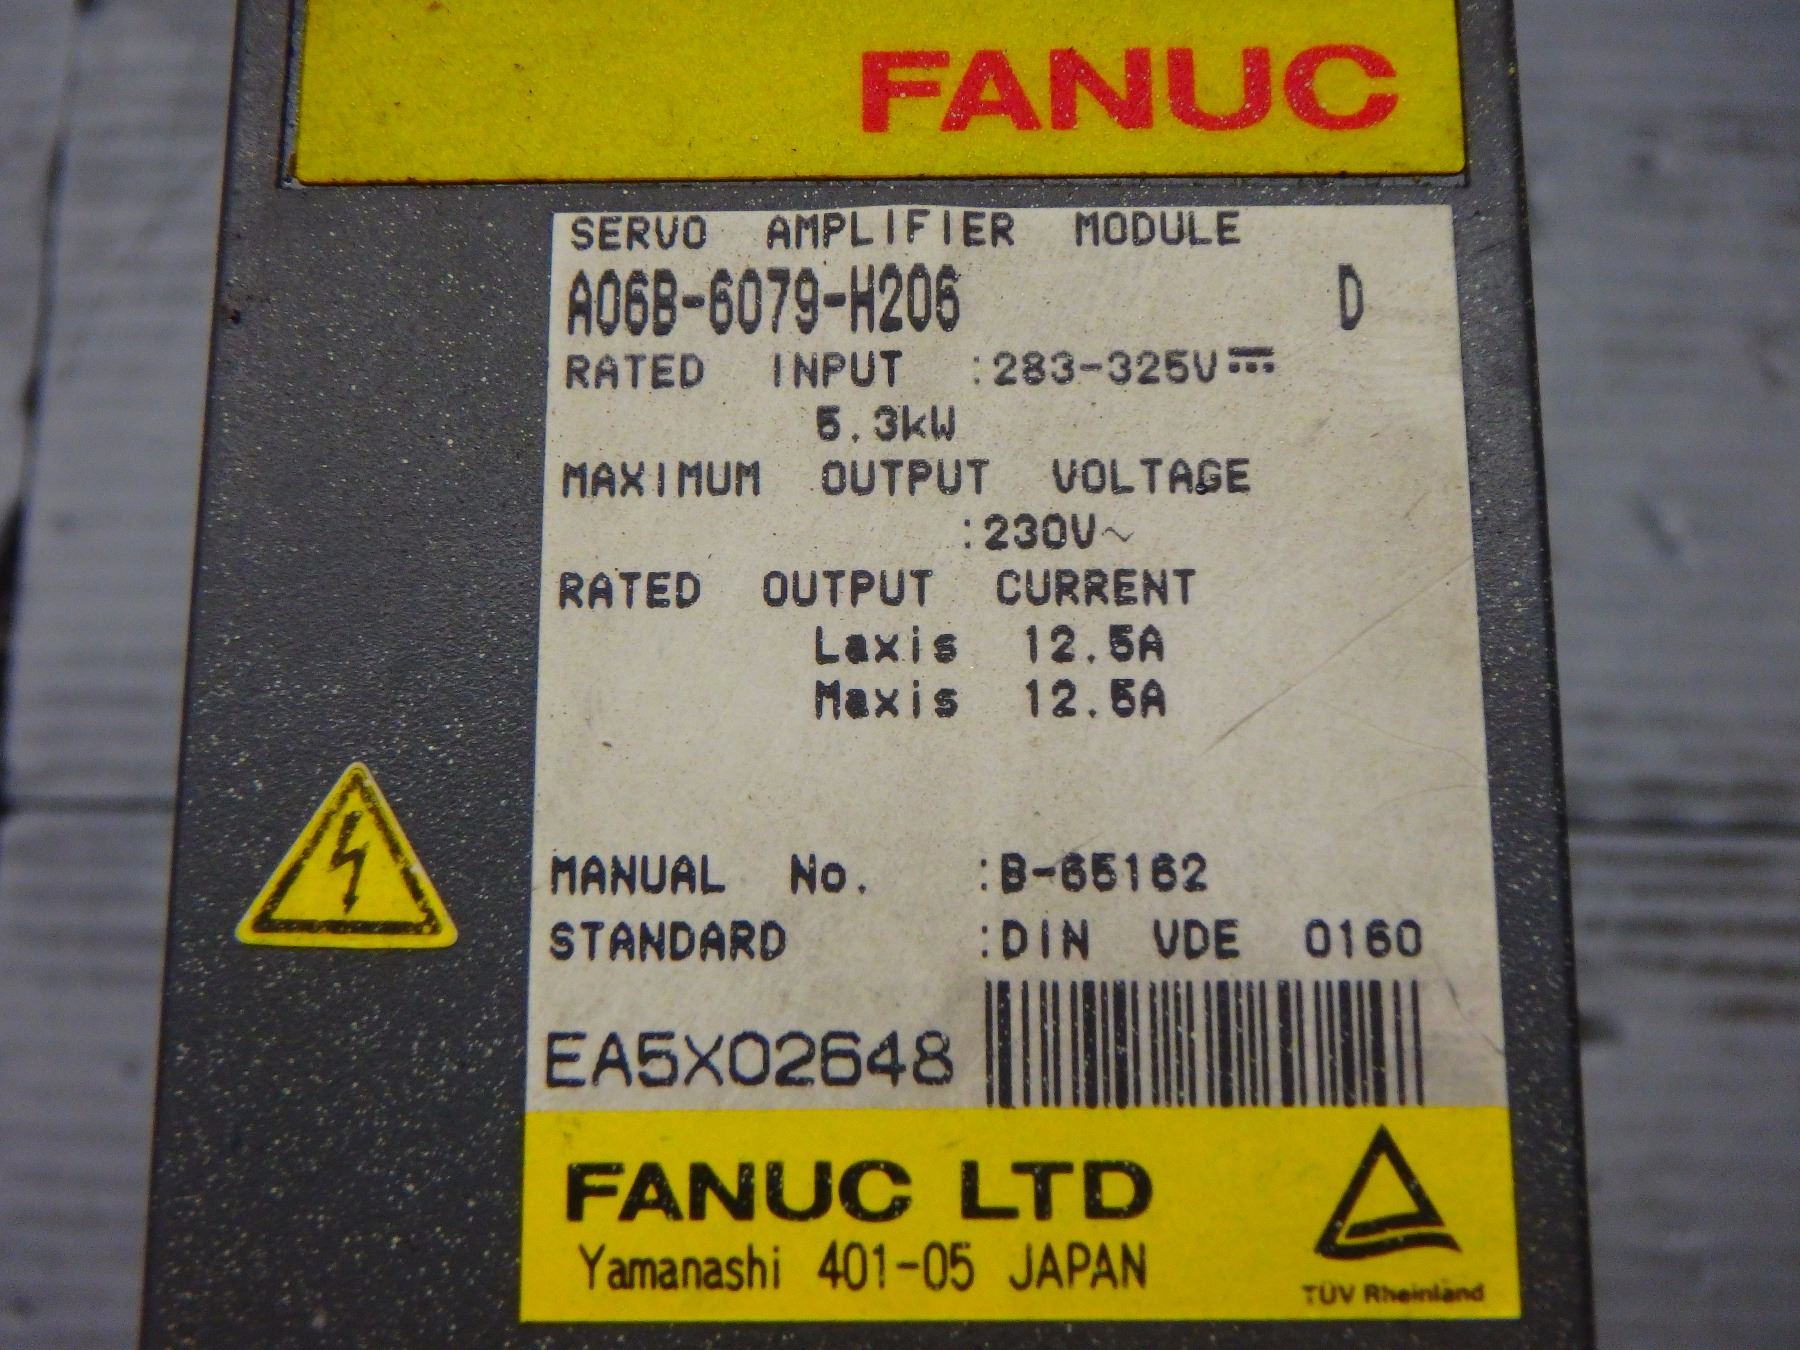 FANUC
SERVO AMPLIFIER MODULE
A06B-6079-H206 D
RATED INPUT :283-325V⎓
5.3kW
MAXIMUM OUTPUT VOLTAGE
:230V~
RATED OUTPUT CURRENT
Laxis 12.5A
Maxis 12.5A
MANUAL No. :B-65162
STANDARD :DIN VDE 0160
EA5X02648
FANUC LTD
Yamanashi 401-05 JAPAN
TÜV Rheinland